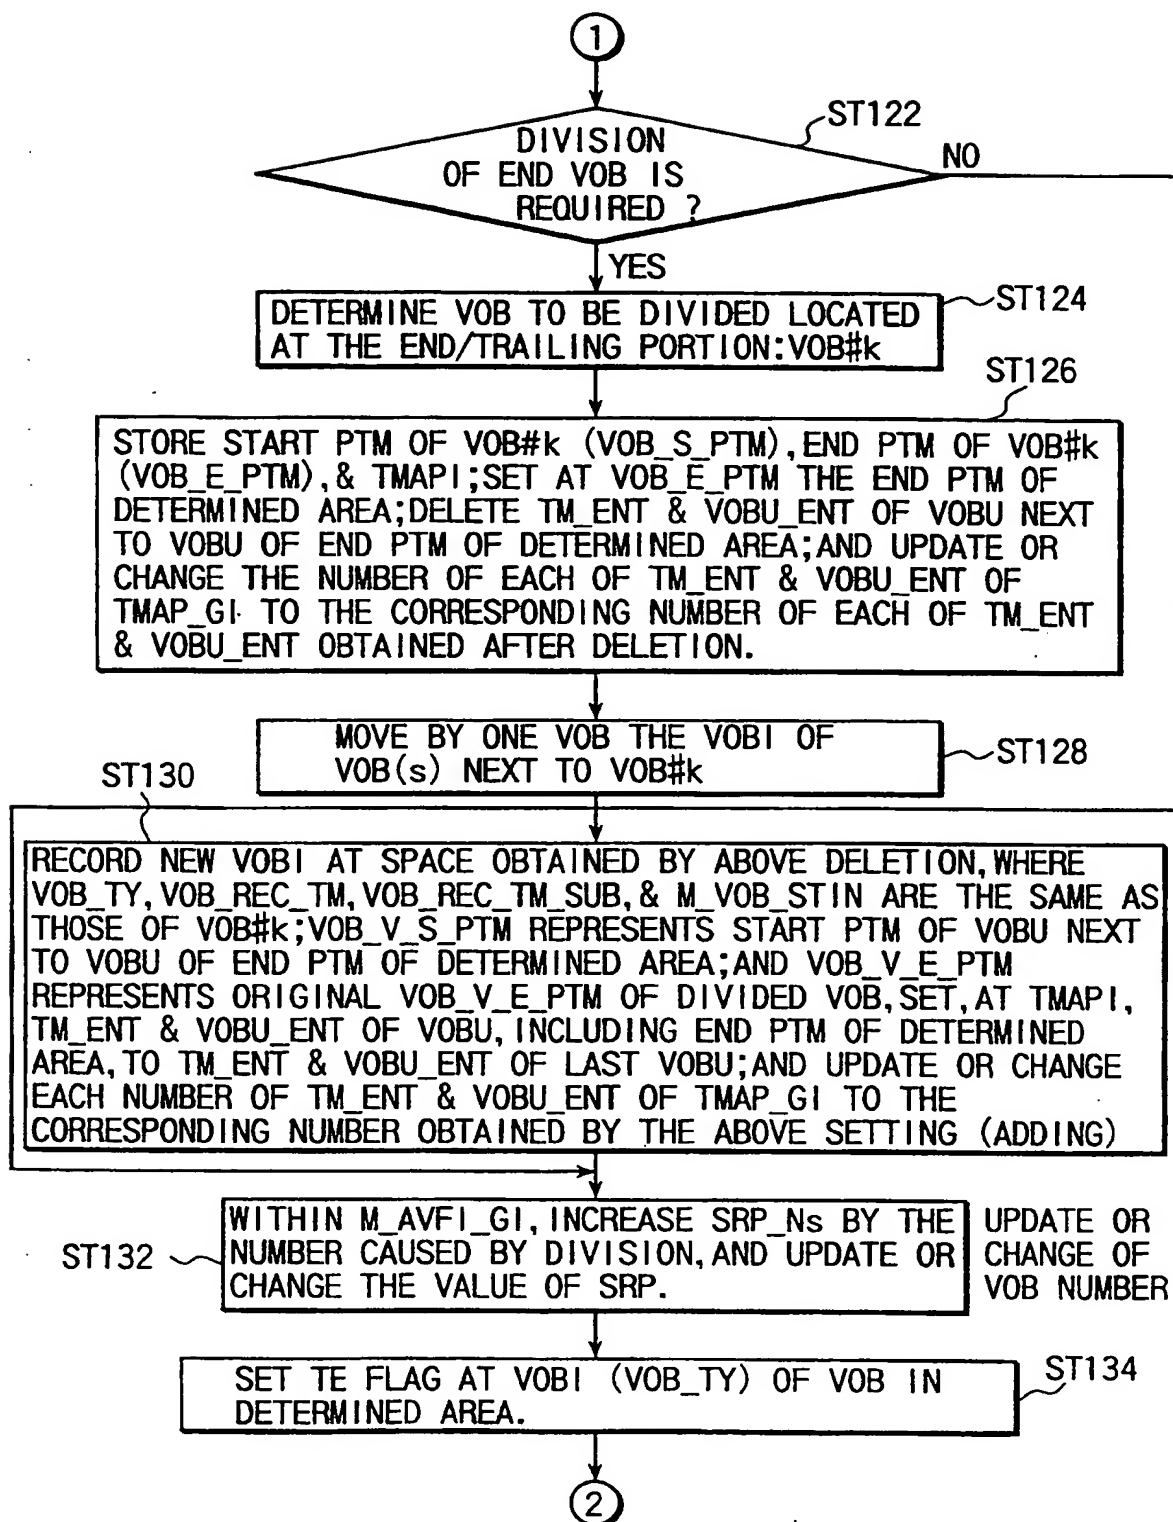 1
ST122
DIVISION
OF END VOB IS
REQUIRED ?
NO
YES
ST124
DETERMINE VOB TO BE DIVIDED LOCATED
AT THE END/TRAILING PORTION:VOB#k
ST126
STORE START PTM OF VOB#k (VOB_S_PTM),END PTM OF VOB#k
(VOB_E_PTM),& TMAPI;SET AT VOB_E_PTM THE END PTM OF
DETERMINED AREA;DELETE TM_ENT & VOBU_ENT OF VOBU NEXT
TO VOBU OF END PTM OF DETERMINED AREA;AND UPDATE OR
CHANGE THE NUMBER OF EACH OF TM_ENT & VOBU_ENT OF
TMAP_GI TO THE CORRESPONDING NUMBER OF EACH OF TM_ENT
& VOBU_ENT OBTAINED AFTER DELETION.
MOVE BY ONE VOB THE VOBI OF
VOB(s) NEXT TO VOB#k
ST128
ST130
RECORD NEW VOBI AT SPACE OBTAINED BY ABOVE DELETION,WHERE
VOB_TY,VOB_REC_TM,VOB_REC_TM_SUB,& M_VOB_STIN ARE THE SAME AS
THOSE OF VOB#k;VOB_V_S_PTM REPRESENTS START PTM OF VOBU NEXT
TO VOBU OF END PTM OF DETERMINED AREA;AND VOB_V_E_PTM
REPRESENTS ORIGINAL VOB_V_E_PTM OF DIVIDED VOB,SET,AT TMAPI,
TM_ENT & VOBU_ENT OF VOBU,INCLUDING END PTM OF DETERMINED
AREA,TO TM_ENT & VOBU_ENT OF LAST VOBU;AND UPDATE OR CHANGE
EACH NUMBER OF TM_ENT & VOBU_ENT OF TMAP_GI TO THE
CORRESPONDING NUMBER OBTAINED BY THE ABOVE SETTING (ADDING)
ST132
WITHIN M_AVFI_GI,INCREASE SRP_Ns BY THE
NUMBER CAUSED BY DIVISION,AND UPDATE OR
CHANGE THE VALUE OF SRP.
UPDATE OR
CHANGE OF
VOB NUMBER
SET TE FLAG AT VOBI (VOB_TY) OF VOB IN
DETERMINED AREA.
ST134
2